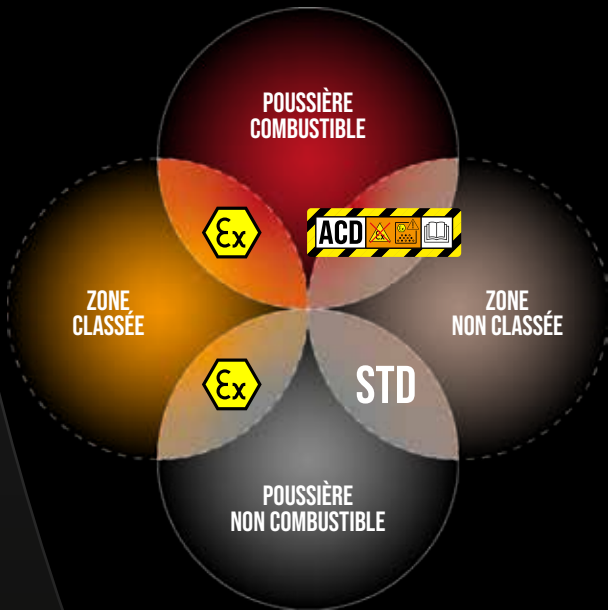 POUSSIÈRE
COMBUSTIBLE
Ex
ACD
ZONE
CLASSÉE
ZONE
NON CLASSÉE
Ex
STD
POUSSIÈRE
NON COMBUSTIBLE